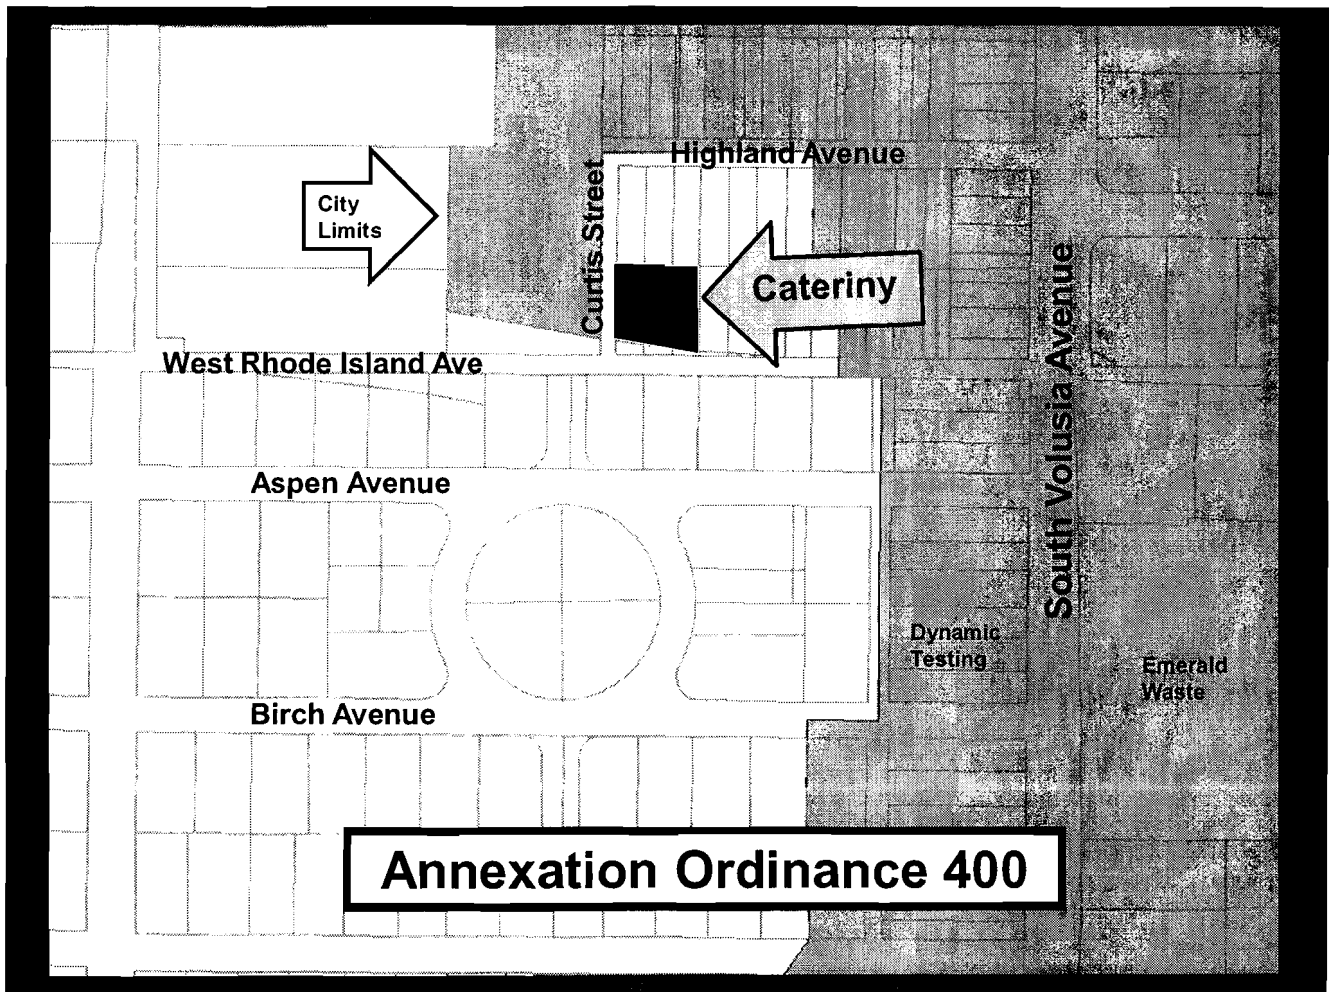 Highland Avenue
Curtis Street
City
Limits
Cateriny
West Rhode Island Ave
South Volusia Avenue
Aspen Avenue
Dynamic
Testing
Emerald
Waste
Birch Avenue
Annexation Ordinance 400